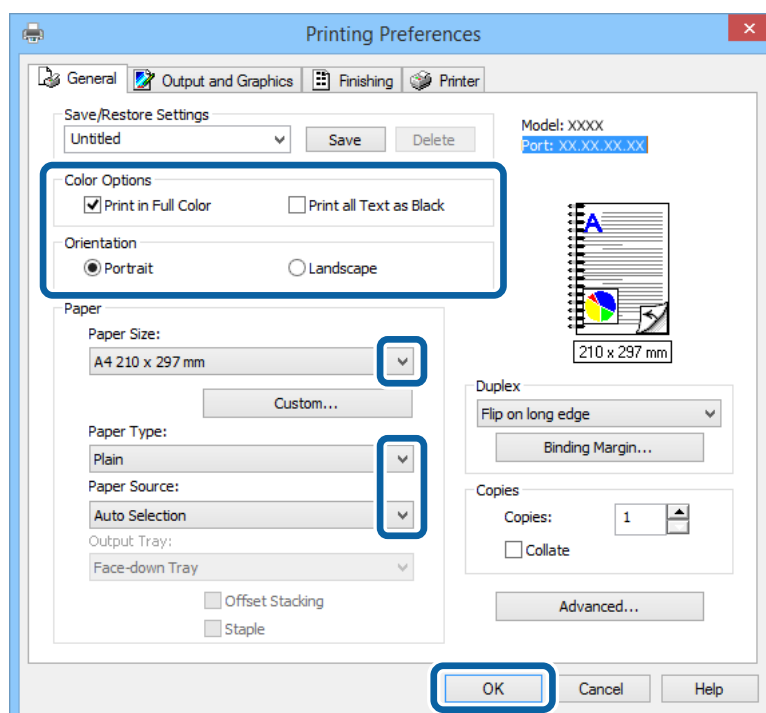 Printing Preferences
General Output and Graphics Finishing Printer
Save/Restore Settings
Untitled Save Delete
Model: XXXX
Port: XX.XX.XX.XX
Color Options
Print in Full Color Print all Text as Black
Orientation
Portrait Landscape
A
210 x 297 mm
Paper
Paper Size:
A4 210 x 297 mm
Custom...
Paper Type:
Plain
Paper Source:
Auto Selection
Output Tray:
Face-down Tray
Offset Stacking
Staple
Duplex
Flip on long edge
Binding Margin...
Copies
Copies: 1
Collate
Advanced...
OK Cancel Help